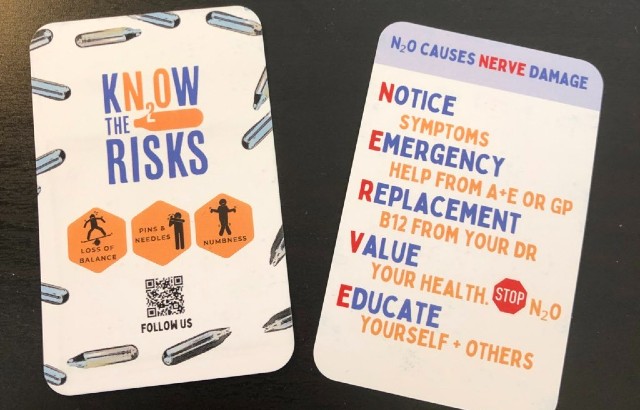 KN₂OW
THE
RISKS
LOSS OF
BALANCE
PINS &
NEEDLES
NUMBNESS
FOLLOW US
N₂O CAUSES NERVE DAMAGE
NOTICE
SYMPTOMS
EMERGENCY
HELP FROM A+E OR GP
REPLACEMENT
B12 FROM YOUR DR
VALUE
YOUR HEALTH. STOP N₂O
EDUCATE
YOURSELF + OTHERS